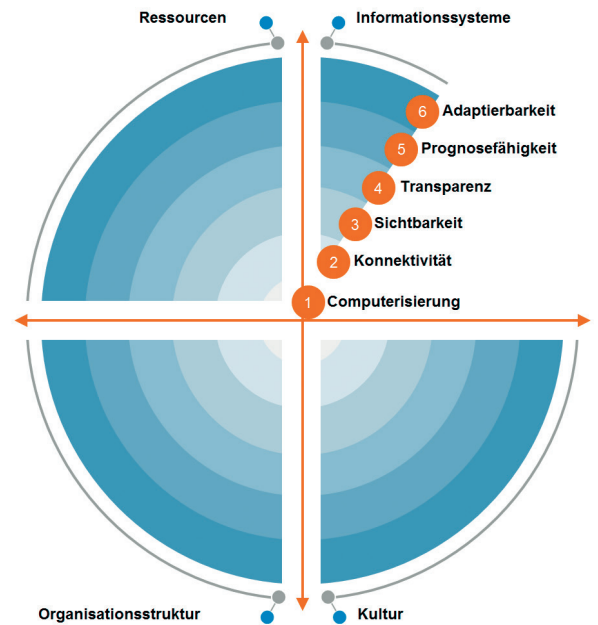 Ressourcen
Informationssysteme
6 Adaptierbarkeit
5 Prognosefähigkeit
4 Transparenz
3 Sichtbarkeit
2 Konnektivität
1 Computerisierung
Organisationsstruktur
Kultur